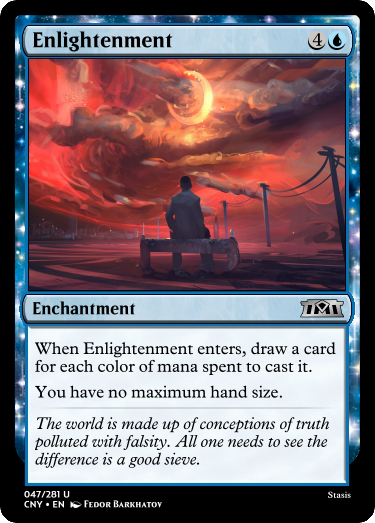 Enlightenment 4
Enchantment
When Enlightenment enters, draw a card
for each color of mana spent to cast it.
You have no maximum hand size.
The world is made up of conceptions of truth
polluted with falsity. All one needs to see the
difference is a good sieve.
047/281 U
Stasis
CNY • EN Fedor Barkhatov